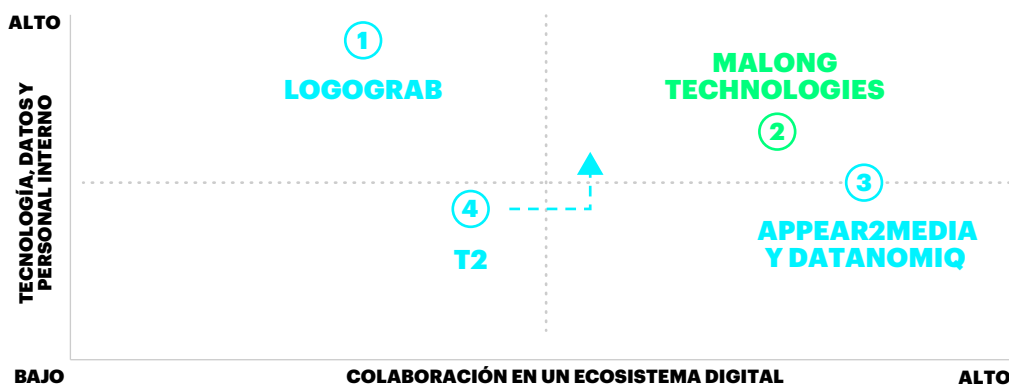 ALTO
1
LOGOGRAB
MALONG
TECHNOLOGIES
2
TECNOLOGÍA, DATOS Y
PERSONAL INTERNO
3
4
T2
APPEAR2MEDIA
Y DATANOMIQ
BAJO
COLABORACIÓN EN UN ECOSISTEMA DIGITAL
ALTO